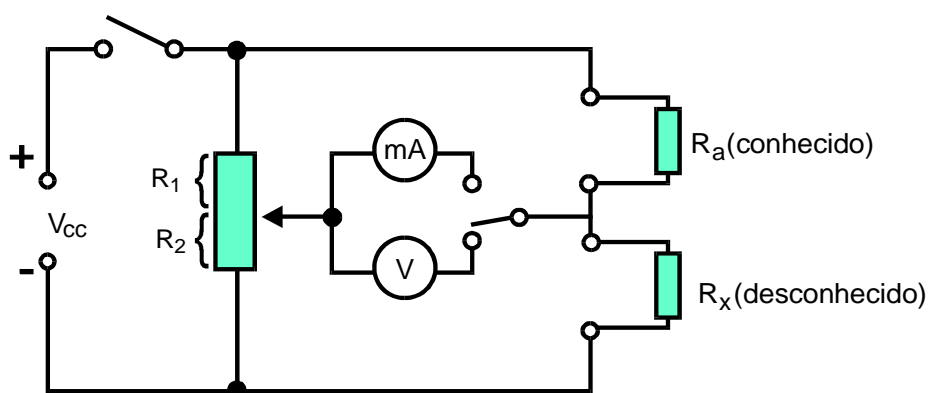 +
Vcc
-
R1
R2
mA
V
Ra(conhecido)
Rx(desconhecido)